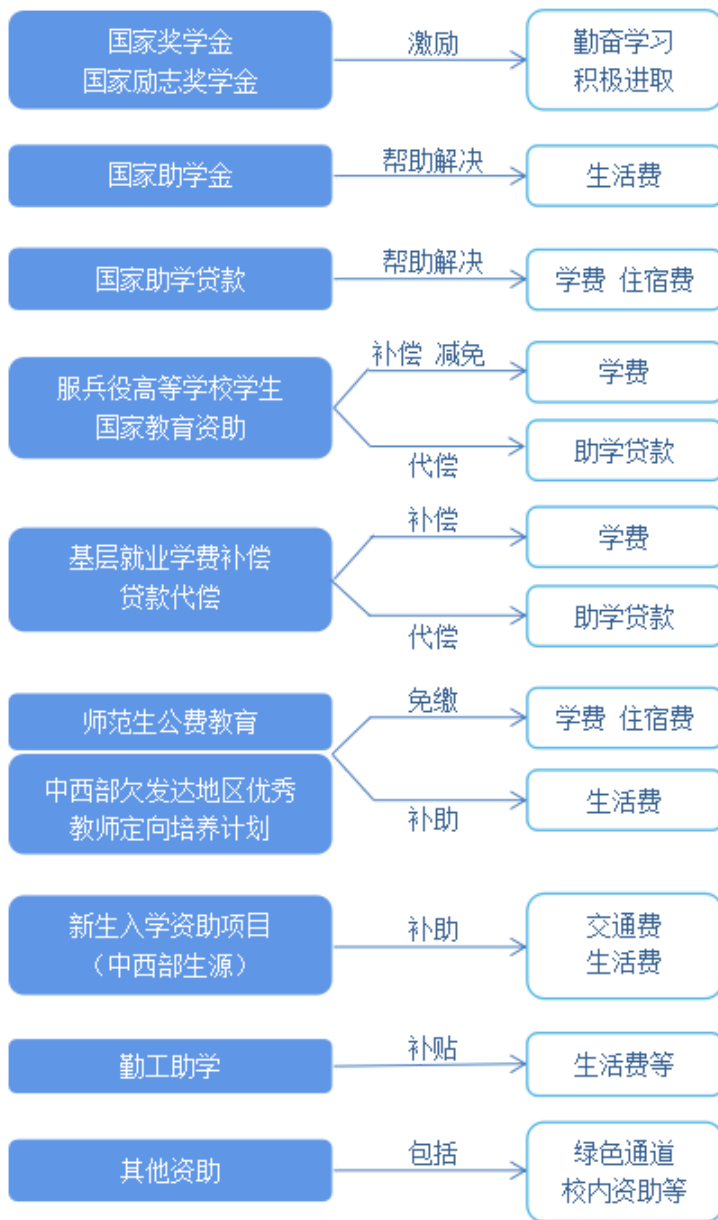 国家奖学金
国家励志奖学金
激励
勤奋学习
积极进取
国家助学金
帮助解决
生活费
国家助学贷款
帮助解决
学费 住宿费
服兵役高等学校学生
国家教育资助
补偿 减免
学费
代偿
助学贷款
基层就业学费补偿
贷款代偿
补偿
学费
代偿
助学贷款
师范生公费教育
中西部欠发达地区优秀
教师定向培养计划
免缴
学费 住宿费
补助
生活费
新生入学资助项目
（中西部生源）
补助
交通费
生活费
勤工助学
补贴
生活费等
其他资助
包括
绿色通道
校内资助等